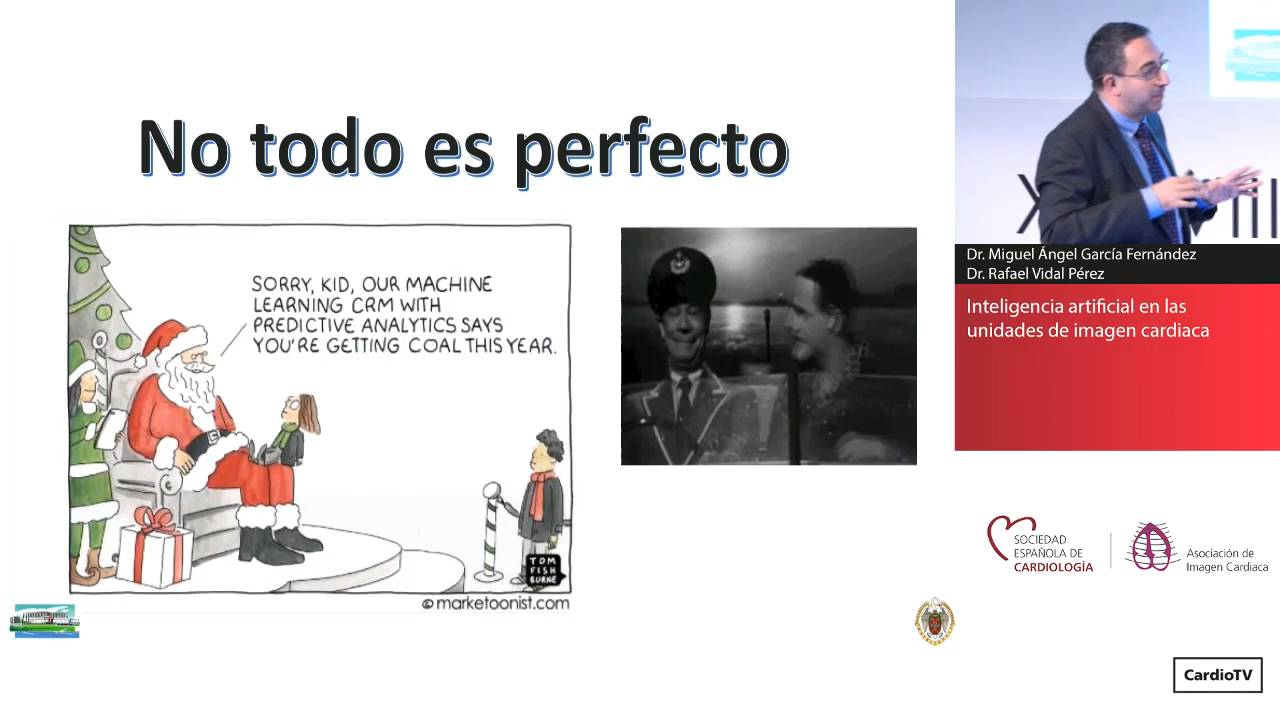 No todo es perfecto
SORRY, KID, OUR MACHINE
LEARNING CRM WITH
PREDICTIVE ANALYTICS SAYS
YOU'RE GETTING COAL THIS YEAR.
TOM
FISH
BURNE
© marketoonist.com
Dr. Miguel Ángel García Fernández
Dr. Rafael Vidal Pérez
Inteligencia artificial en las
unidades de imagen cardiaca
SOCIEDAD
ESPAÑOLA DE
CARDIOLOGÍA
Asociación de
Imagen Cardiaca
CardioTV